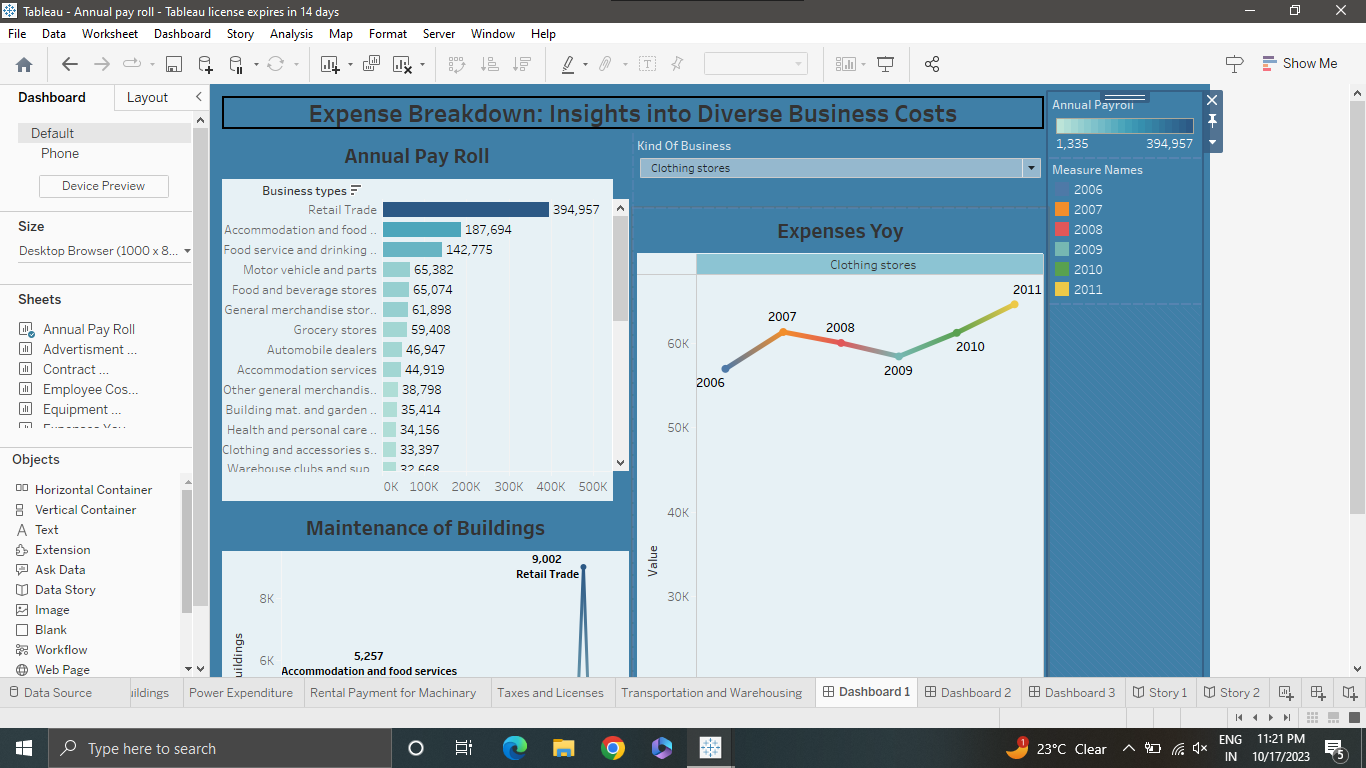 Tableau - Annual pay roll - Tableau license expires in 14 days
File Data Worksheet Dashboard Story Analysis Map Format Server Window Help
Show Me
Dashboard Layout
Default
Phone
Device Preview
Size
Desktop Browser (1000 x 8...
Sheets
Annual Pay Roll
Advertisment ...
Contract ...
Employee Cos...
Equipment ...
Expenses Yoy
Objects
Horizontal Container
Vertical Container
Text
Extension
Ask Data
Data Story
Image
Blank
Workflow
Web Page
Expense Breakdown: Insights into Diverse Business Costs
Annual Pay Roll
Business types
Retail Trade 394,957
Accommodation and food .. 187,694
Food service and drinking .. 142,775
Motor vehicle and parts 65,382
Food and beverage stores 65,074
General merchandise stor.. 61,898
Grocery stores 59,408
Automobile dealers 46,947
Accommodation services 44,919
Other general merchandis.. 38,798
Building mat. and garden .. 35,414
Health and personal care .. 34,156
Clothing and accessories s.. 33,397
Warehouse clubs and sup.. 32,668
0K 100K 200K 300K 400K 500K
Maintenance of Buildings
9,002
Retail Trade
8K
5,257
6K
Accommodation and food services
uildings
Kind Of Business
Clothing stores
Expenses Yoy
Clothing stores
2011
2007
2008
60K
2010
2009
2006
50K
40K
Value
30K
Annual Payroll
1,335 394,957
Measure Names
2006
2007
2008
2009
2010
2011
Data Source uildings Power Expenditure Rental Payment for Machinary Taxes and Licenses Transportation and Warehousing Dashboard 1 Dashboard 2 Dashboard 3 Story 1 Story 2
Type here to search
1
23°C Clear
ENG
IN
11:21 PM
10/17/2023
5